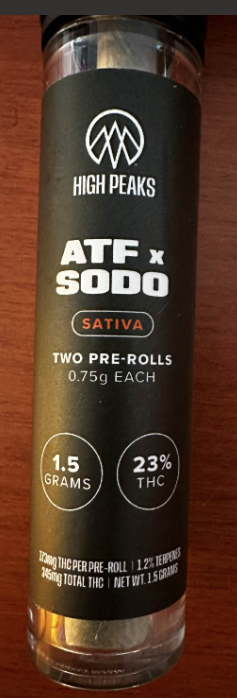 HIGH PEAKS
ATF x
SODO
SATIVA
TWO PRE-ROLLS
0.75g EACH
1.5
GRAMS
23%
THC
173mg THC PER PRE-ROLL | 1.2% TERPENES
345mg TOTAL THC | NET WT. 1.5 GRAMS